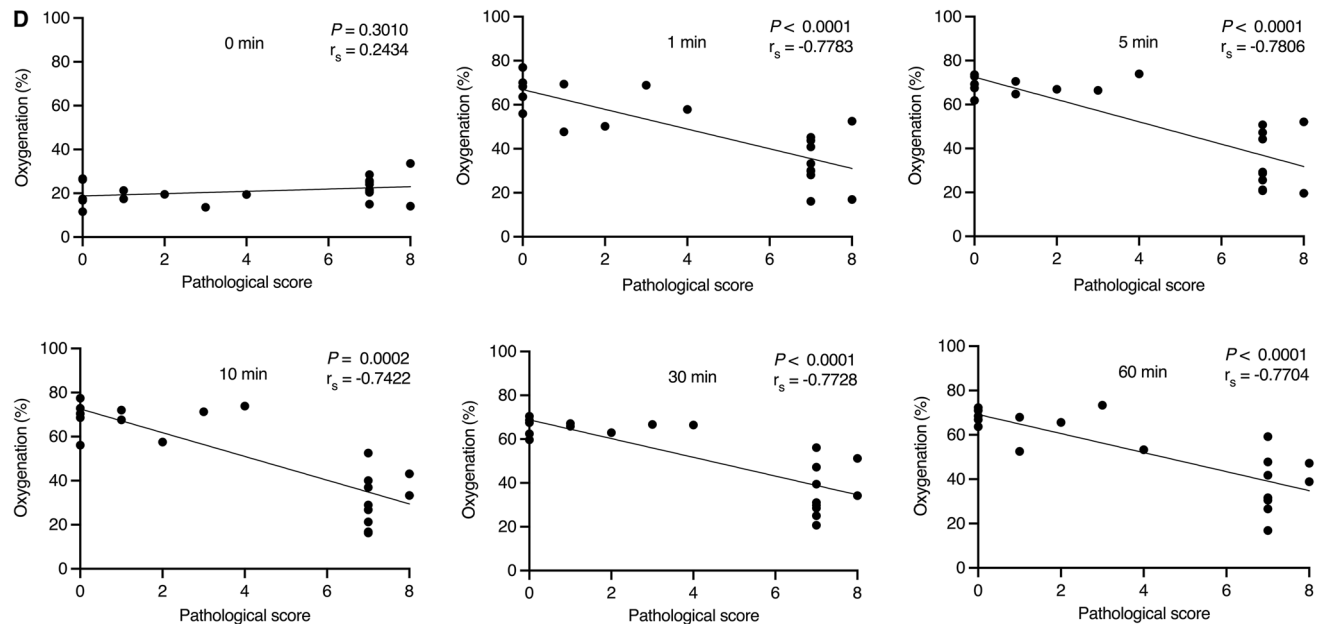 D
0 min
P = 0.3010
rs = 0.2434
Oxygenation (%)
100
80
60
40
20
0
0 2 4 6 8
Pathological score
1 min
P < 0.0001
rs = -0.7783
Oxygenation (%)
100
80
60
40
20
0
0 2 4 6 8
Pathological score
5 min
P < 0.0001
rs = -0.7806
Oxygenation (%)
100
80
60
40
20
0
0 2 4 6 8
Pathological score
10 min
P = 0.0002
rs = -0.7422
Oxygenation (%)
100
80
60
40
20
0
0 2 4 6 8
Pathological score
30 min
P < 0.0001
rs = -0.7728
Oxygenation (%)
100
80
60
40
20
0
0 2 4 6 8
Pathological score
60 min
P < 0.0001
rs = -0.7704
Oxygenation (%)
100
80
60
40
20
0
0 2 4 6 8
Pathological score